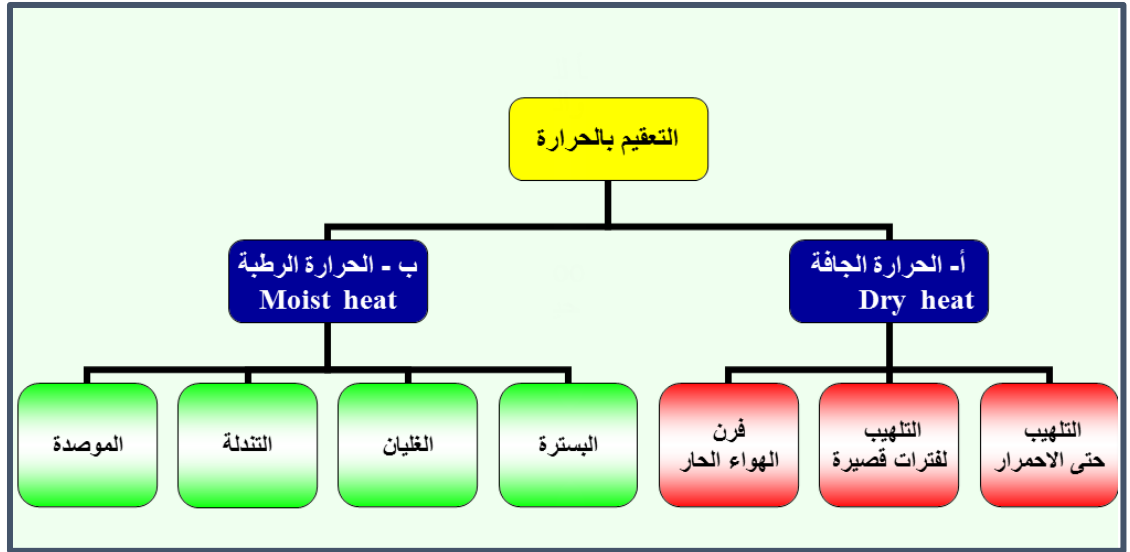 التعقيم بالحرارة
أـ الحرارة الجافة
Dry heat
ب ـ الحرارة الرطبة
Moist heat
التلهيب
حتى الاحمرار
التلهيب
لفترات قصيرة
فرن
الهواء الحار
البسترة
الغليان
التندلة
الموصدة